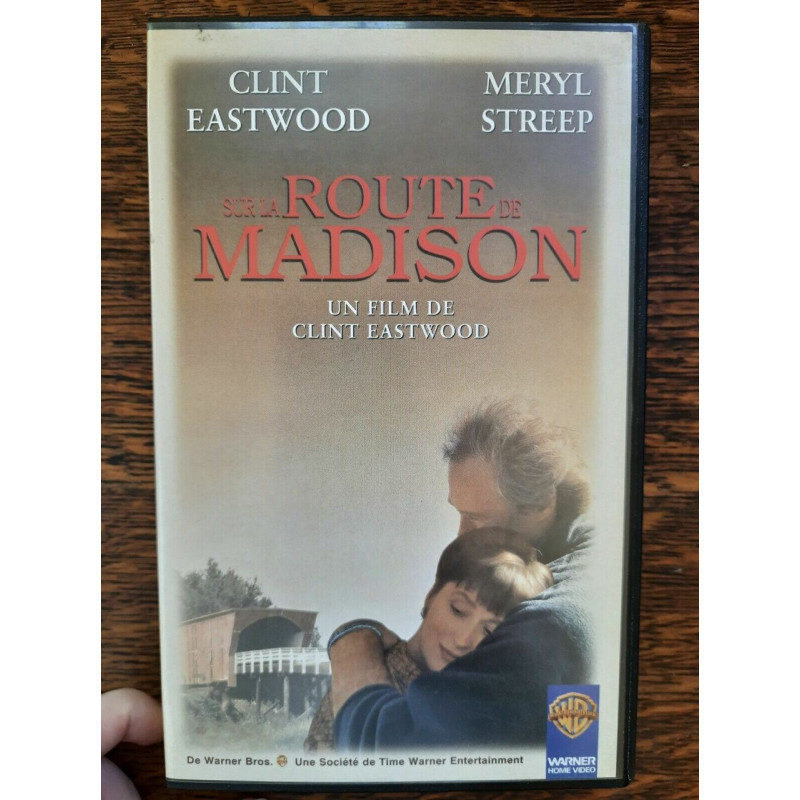 CLINT
EASTWOOD
MERYL
STREEP
SUR LA ROUTE DE
MADISON
UN FILM DE
CLINT EASTWOOD
De Warner Bros. Une Société de Time Warner Entertainment
WB
WARNER
HOME VIDEO